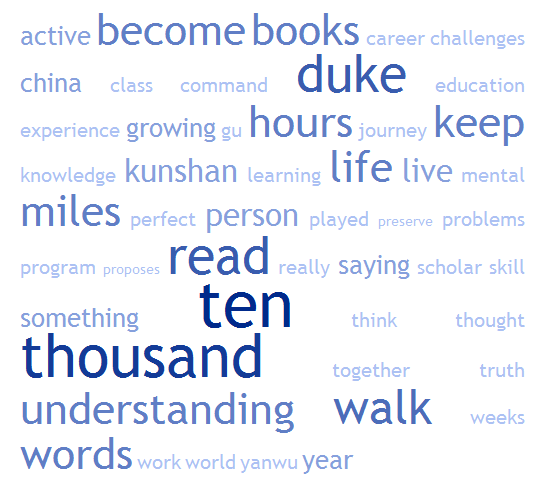 active become books career challenges
china class command duke education
experience growing gu hours journey keep
knowledge kunshan learning life live mental
miles perfect person played preserve problems
program proposes read really saying scholar skill
something ten think thought
thousand together truth
understanding walk weeks
words work world yanwu year